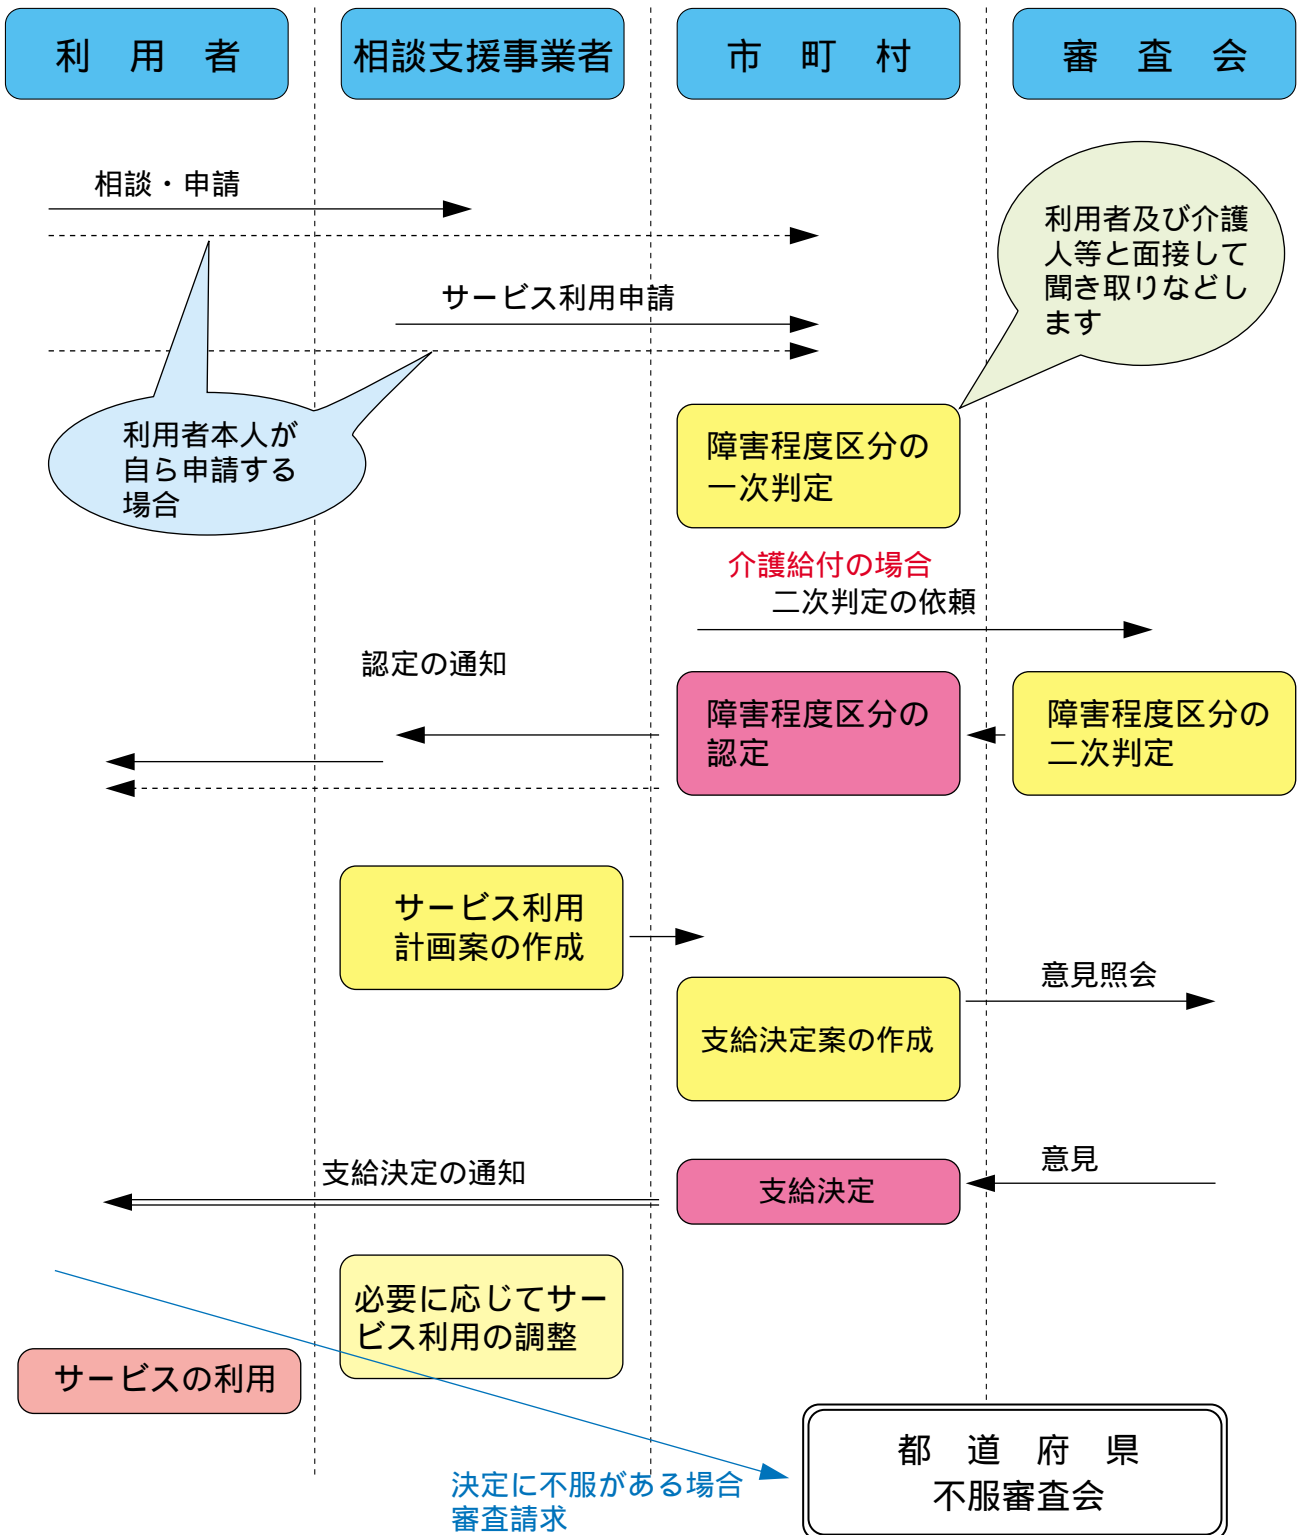 利　用　者
相談支援事業者
市　町　村
審　査　会
相談・申請
利用者及び介護
人等と面接して
聞き取りなどし
ます
サービス利用申請
利用者本人が
自ら申請する
場合
障害程度区分の
一次判定
介護給付の場合
二次判定の依頼
認定の通知
障害程度区分の
認定
障害程度区分の
二次判定
サービス利用
計画案の作成
意見照会
支給決定案の作成
意見
支給決定の通知
支給決定
必要に応じてサー
ビス利用の調整
サービスの利用
都　道　府　県
不服審査会
決定に不服がある場合
審査請求